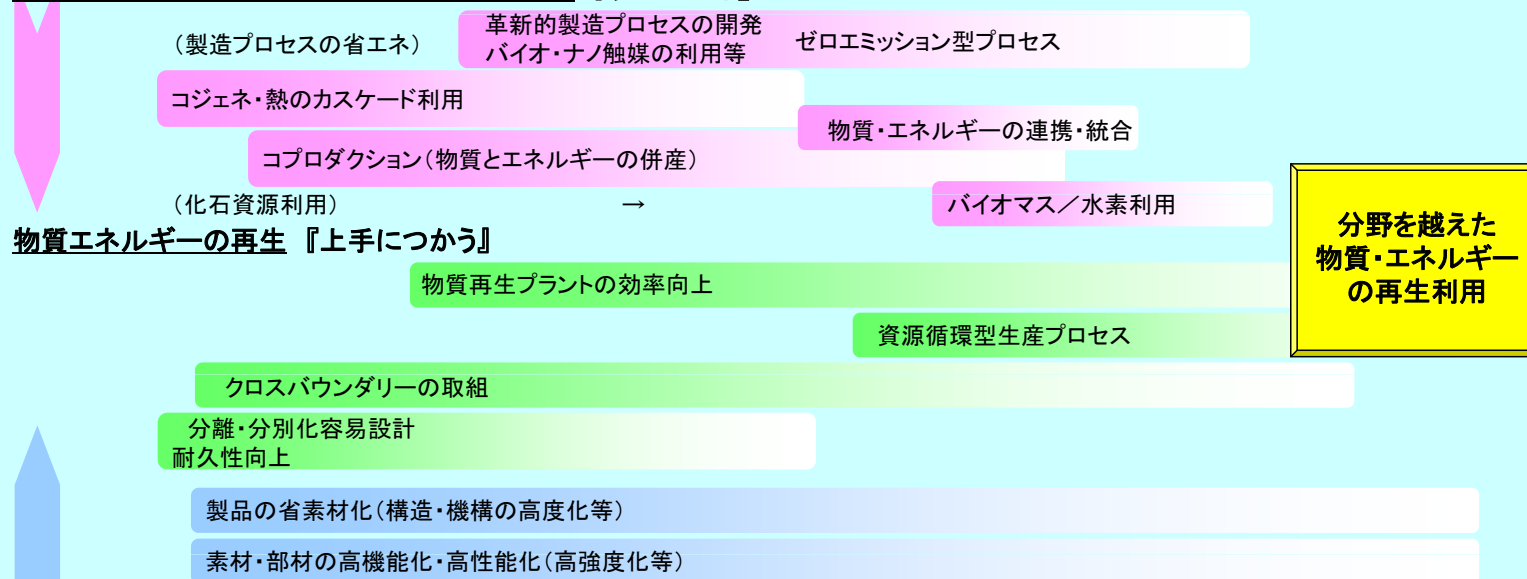 (製造プロセスの省エネ)
革新的製造プロセスの開発
バイオ・ナノ触媒の利用等
ゼロエミッション型プロセス
コジェネ・熱のカスケード利用
物質・エネルギーの連携・統合
コプロダクション(物質とエネルギーの併産)
(化石資源利用) → バイオマス/水素利用
物質エネルギーの再生 『上手につかう』
分野を越えた
物質・エネルギー
の再生利用
物質再生プラントの効率向上
資源循環型生産プロセス
クロスバウンダリーの取組
分離・分別化容易設計
耐久性向上
製品の省素材化(構造・機構の高度化等)
素材・部材の高機能化・高性能化(高強度化等)